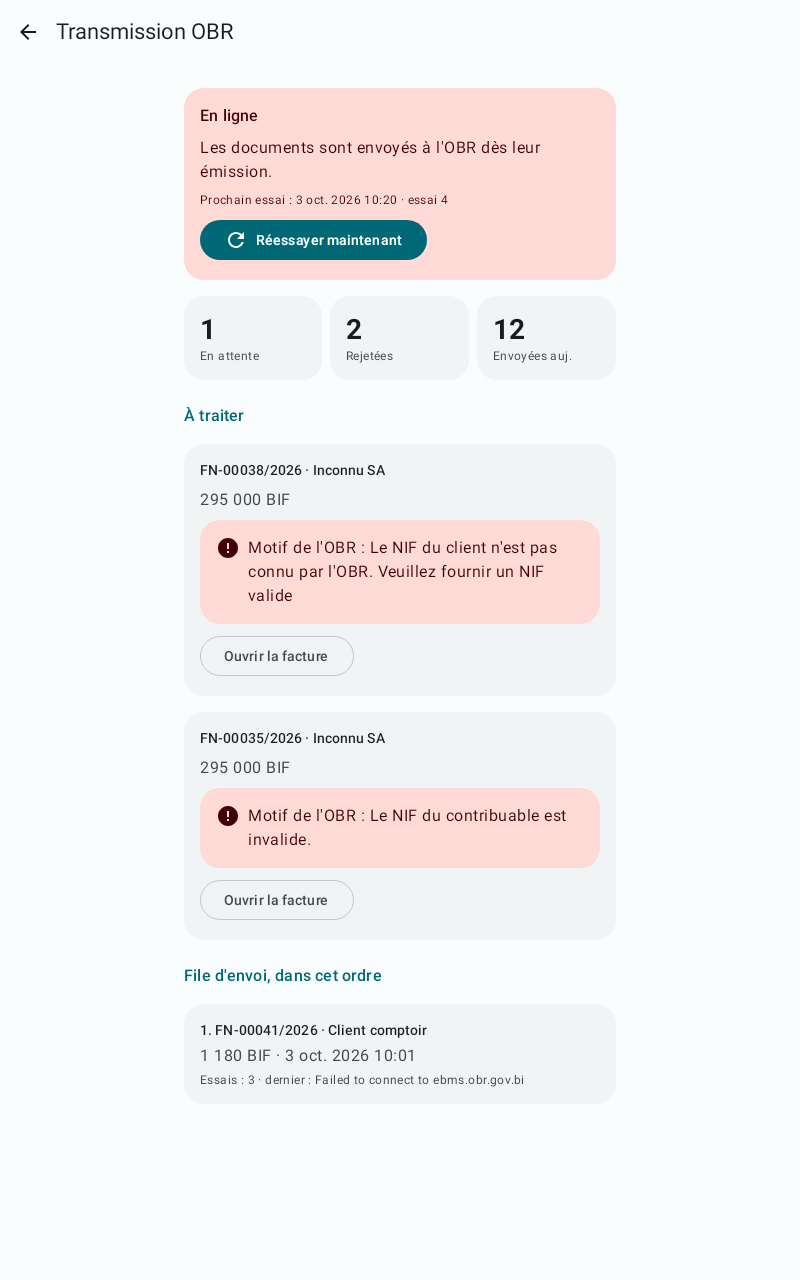 Transmission OBR
En ligne
Les documents sont envoyés à l'OBR dès leur
émission.
Prochain essai : 3 oct. 2026 10:20 · essai 4
Réessayer maintenant
1
En attente
2
Rejetées
12
Envoyées auj.
À traiter
FN-00038/2026 · Inconnu SA
295 000 BIF
Motif de l'OBR : Le NIF du client n'est pas
connu par l'OBR. Veuillez fournir un NIF
valide
Ouvrir la facture
FN-00035/2026 · Inconnu SA
295 000 BIF
Motif de l'OBR : Le NIF du contribuable est
invalide.
Ouvrir la facture
File d'envoi, dans cet ordre
1. FN-00041/2026 · Client comptoir
1 180 BIF · 3 oct. 2026 10:01
Essais : 3 · dernier : Failed to connect to ebms.obr.gov.bi